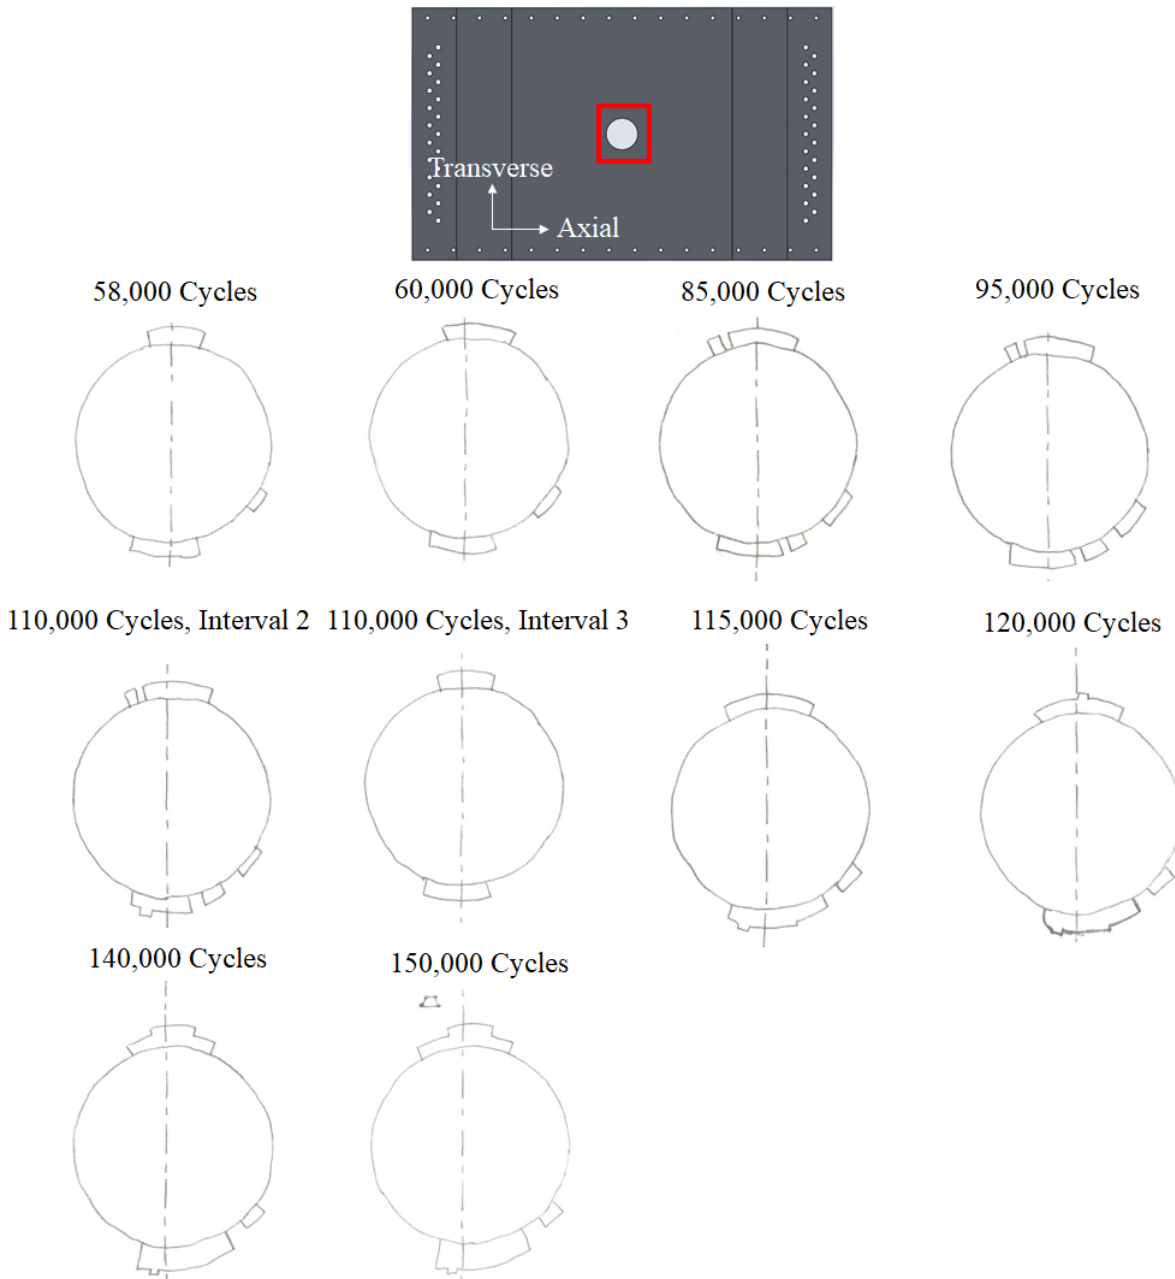 Transverse
Axial
58,000 Cycles
60,000 Cycles
85,000 Cycles
95,000 Cycles
110,000 Cycles, Interval 2
110,000 Cycles, Interval 3
115,000 Cycles
120,000 Cycles
140,000 Cycles
150,000 Cycles